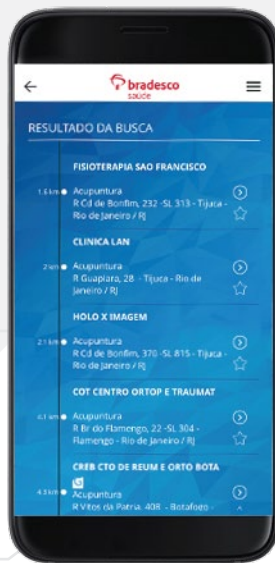 bradesco
saúde
RESULTADO DA BUSCA
FISIOTERAPIA SAO FRANCISCO
1.6 km Acupuntura
R Cd de Bonfim, 232 -SL 313 - Tijuca -
Rio de Janeiro / RJ
CLINICA LAN
2 km Acupuntura
R Guapiara, 28 - Tijuca - Rio de
Janeiro / RJ
HOLO X IMAGEM
2.1 km Acupuntura
R Cd de Bonfim, 370 -SL 815 - Tijuca -
Rio de Janeiro / RJ
COT CENTRO ORTOP E TRAUMAT
4.1 km Acupuntura
R Br do Flamengo, 22 -SL 304 -
Flamengo - Rio de Janeiro / RJ
CREB CTO DE REUM E ORTO BOTA
4.3 km Acupuntura
R Vitos da Patria, 408 - Botafogo -